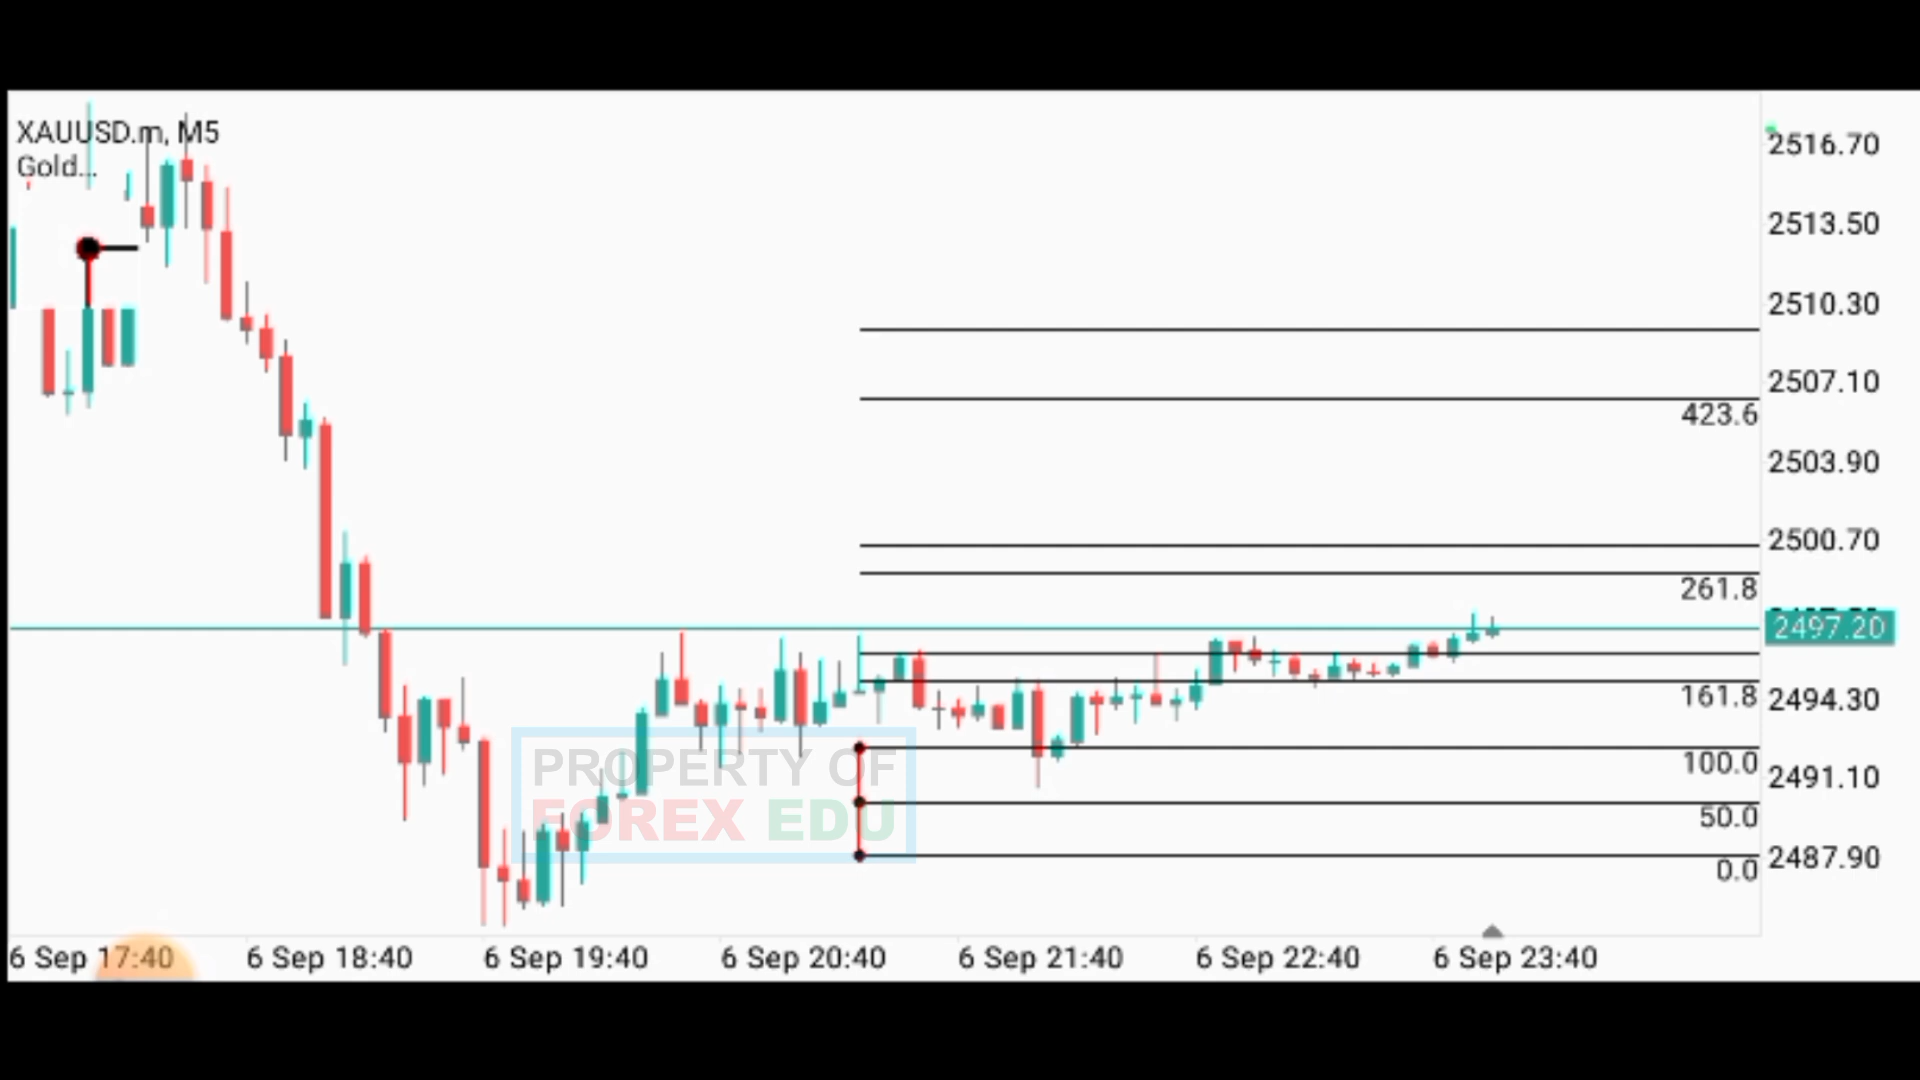 XAUUSD.m, M5
Gold...
2516.70
2513.50
2510.30
2507.10
423.6
2503.90
2500.70
261.8
2497.20
161.8
2494.30
100.0
2491.10
50.0
2487.90
0.0
PROPERTY OF
FOREX EDU
6 Sep 17:40
6 Sep 18:40
6 Sep 19:40
6 Sep 20:40
6 Sep 21:40
6 Sep 22:40
6 Sep 23:40